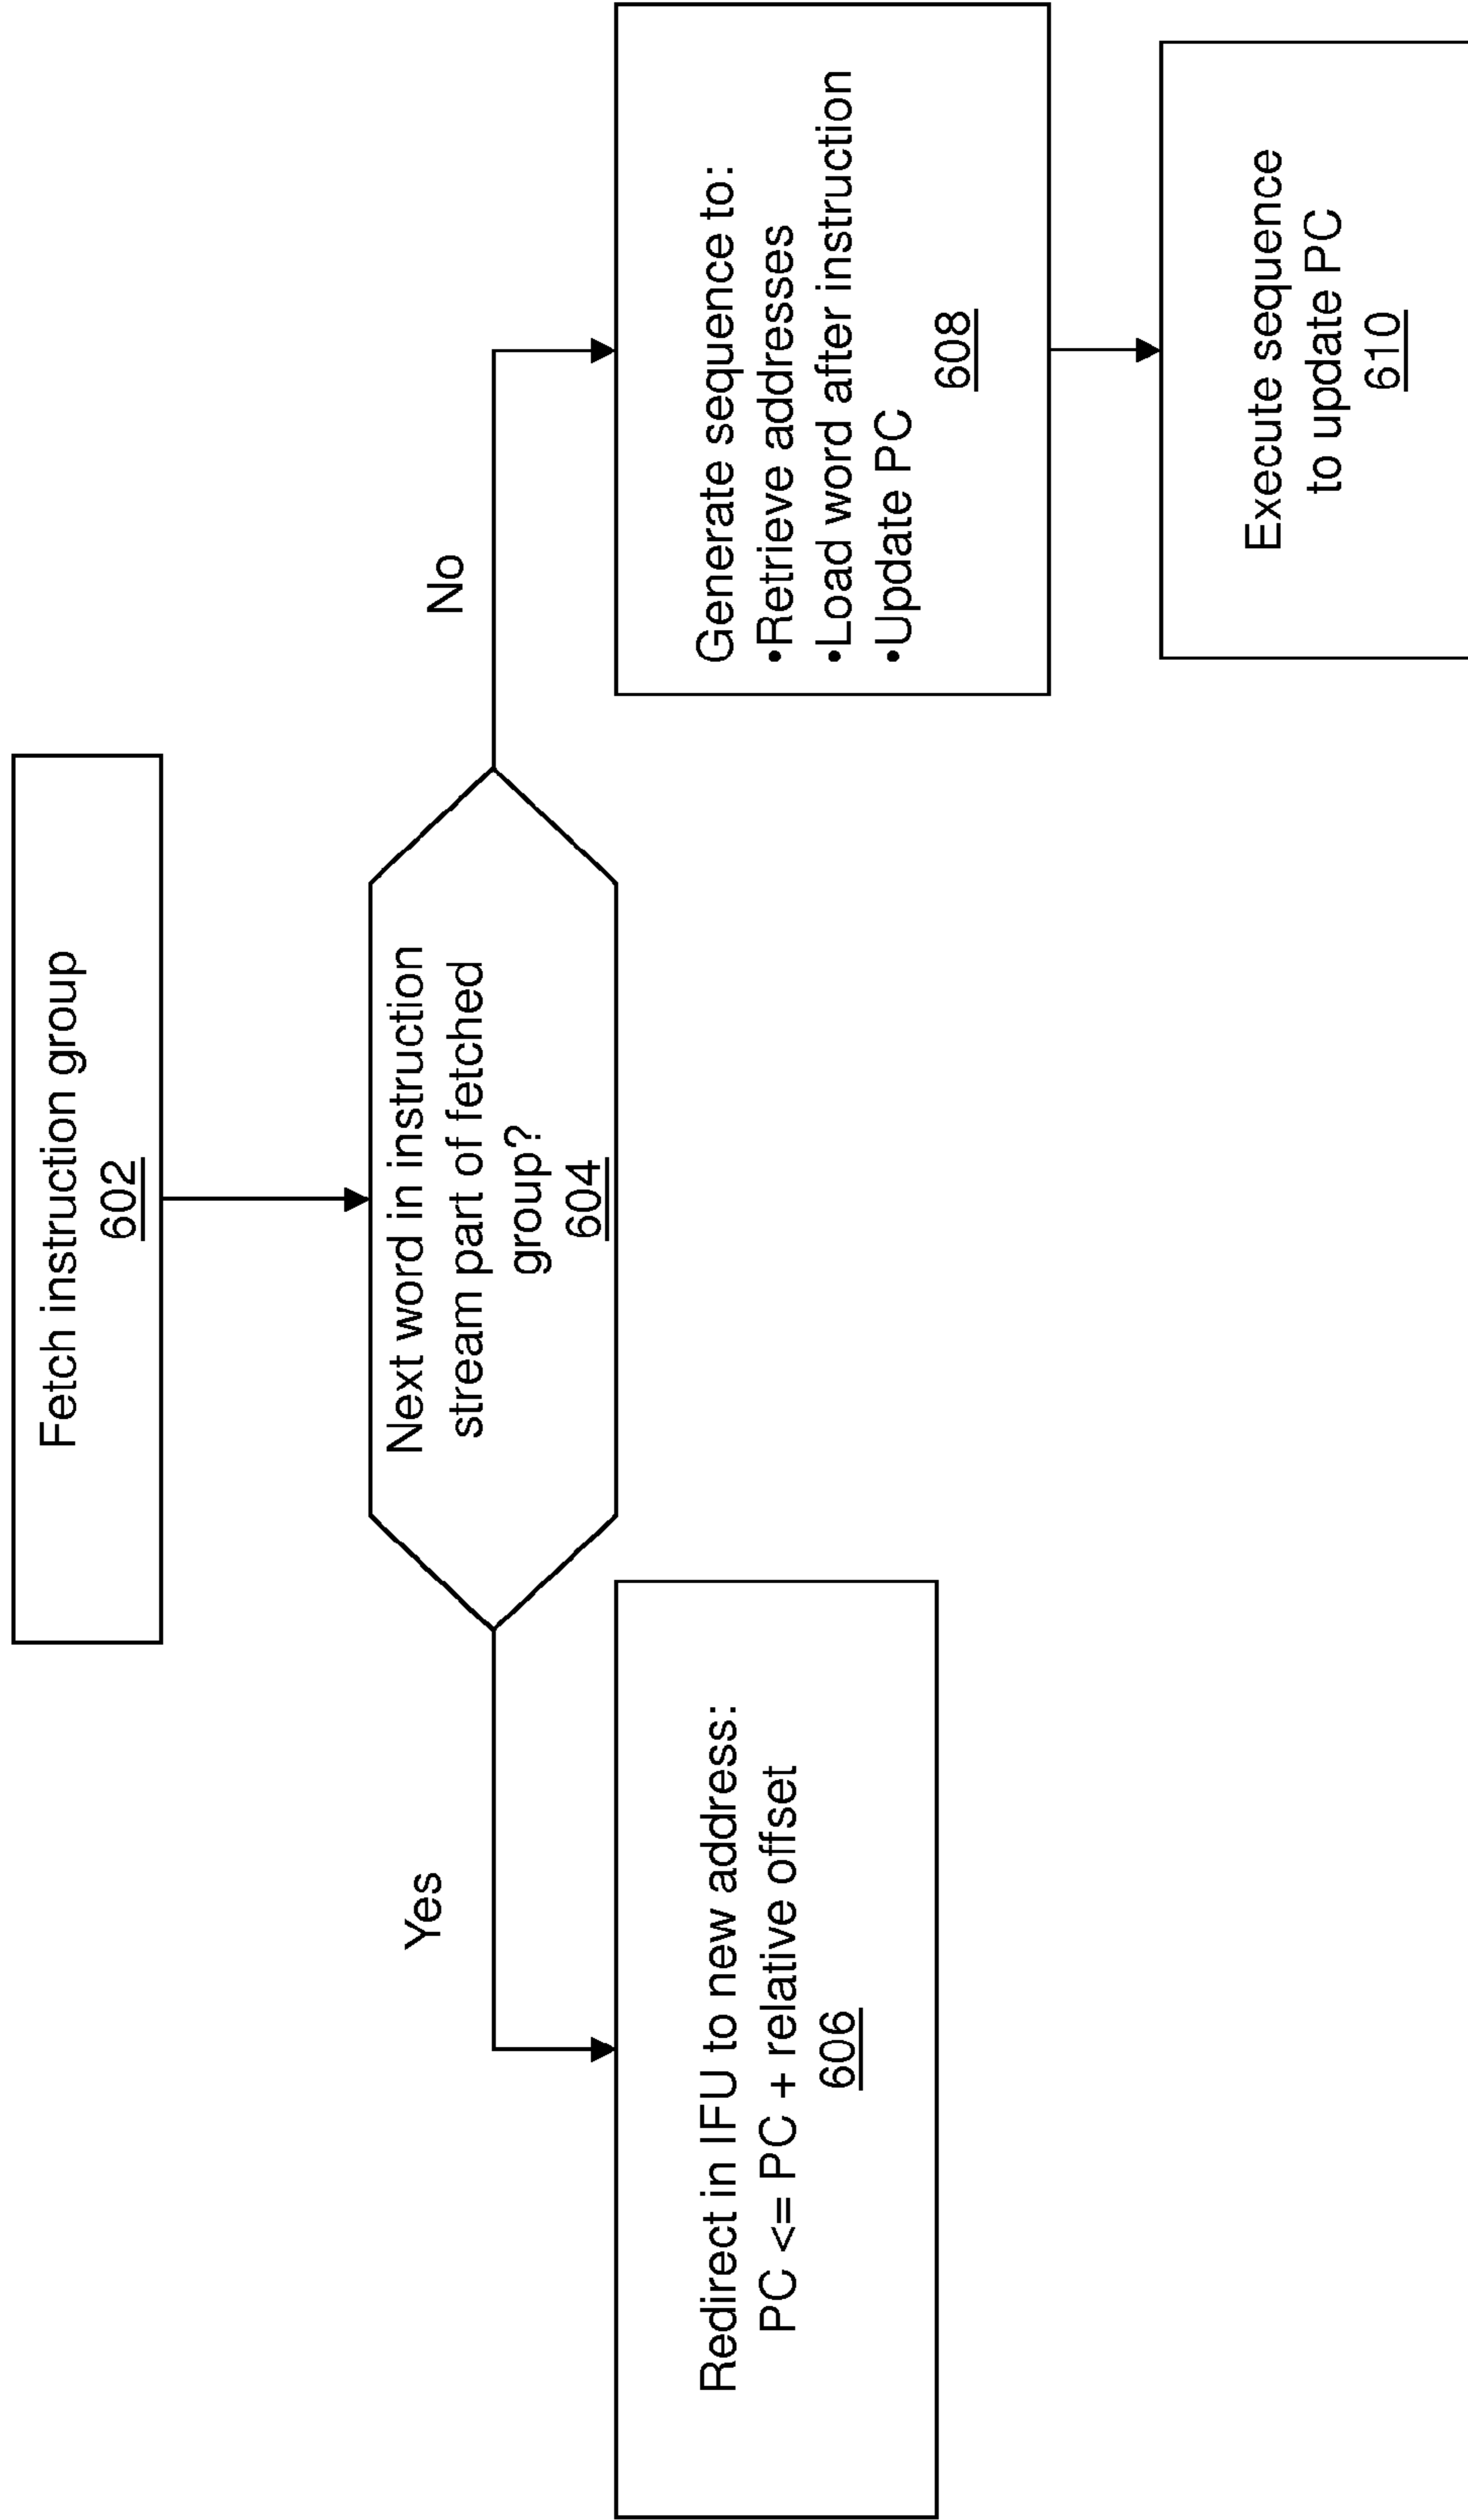 Fetch instruction group
602
Next word in instruction
stream part of fetched
group?
604
Yes
No
Redirect in IFU to new address:
PC <= PC + relative offset
606
Generate sequence to:
•Retrieve addresses
•Load word after instruction
•Update PC
608
Execute sequence
to update PC
610